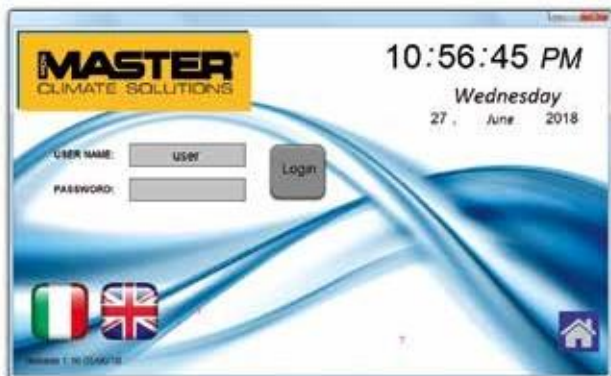 MASTER
CLIMATE SOLUTIONS
10:56:45 PM
Wednesday
27 . June 2018
USER NAME: user
Login
PASSWORD: